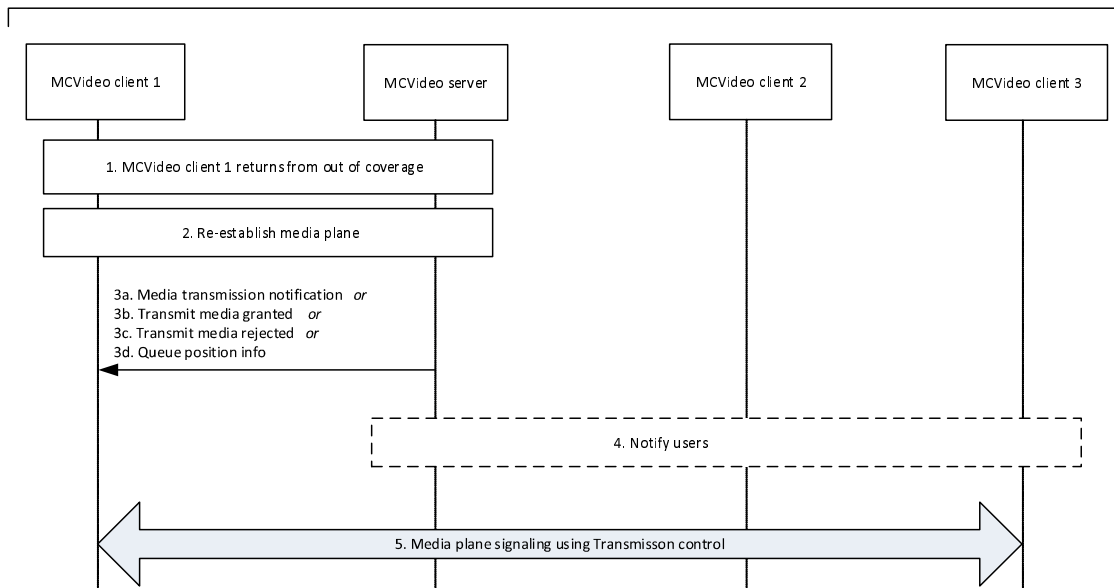 MCVideo client 1
MCVideo server
MCVideo client 2
MCVideo client 3
1. MCVideo client 1 returns from out of coverage
2. Re-establish media plane
3a. Media transmission notification or
3b. Transmit media granted or
3c. Transmit media rejected or
3d. Queue position info
4. Notify users
5. Media plane signaling using Transmisson control